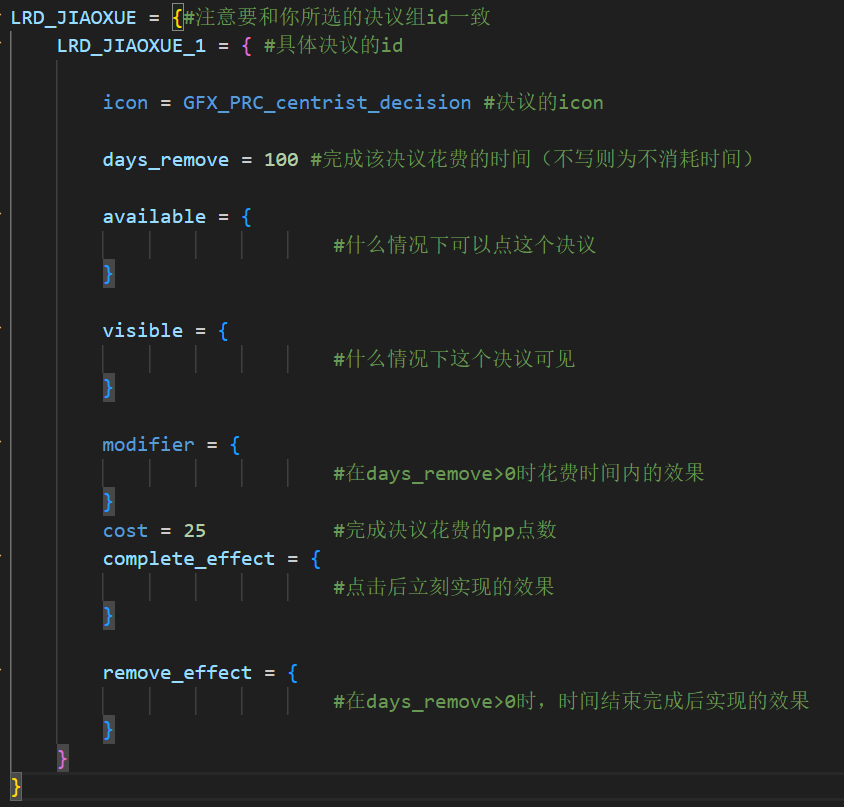 LRD_JIAOXUE = {#注意要和你所选的决议组id一致
LRD_JIAOXUE_1 = { #具体决议的id
icon = GFX_PRC_centrist_decision #决议的icon
days_remove = 100 #完成该决议花费的时间（不写则为不消耗时间）
available = {
#什么情况下可以点这个决议
}
visible = {
#什么情况下这个决议可见
}
modifier = {
#在days_remove>0时花费时间内的效果
}
cost = 25 #完成决议花费的pp点数
complete_effect = {
#点击后立刻实现的效果
}
remove_effect = {
#在days_remove>0时，时间结束完成后实现的效果
}
}
}